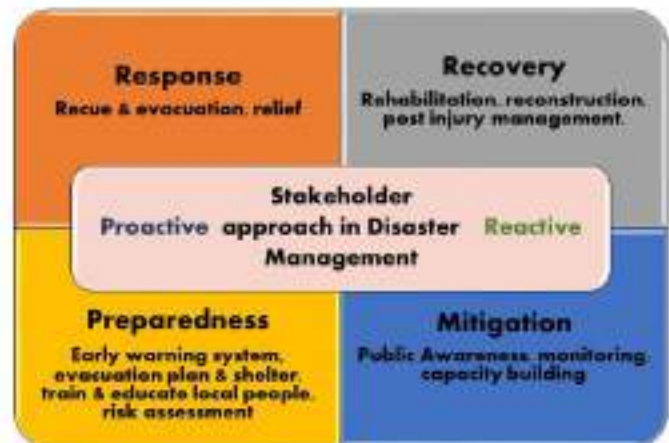 Response
Recue & evacuation, relief
Recovery
Rehabilitation, reconstruction,
post injury management.
Stakeholder
Proactive approach in Disaster Reactive
Management
Preparedness
Early warning system,
evacuation plan & shelter,
train & educate local people,
risk assessment
Mitigation
Public Awareness, monitoring
capacity building